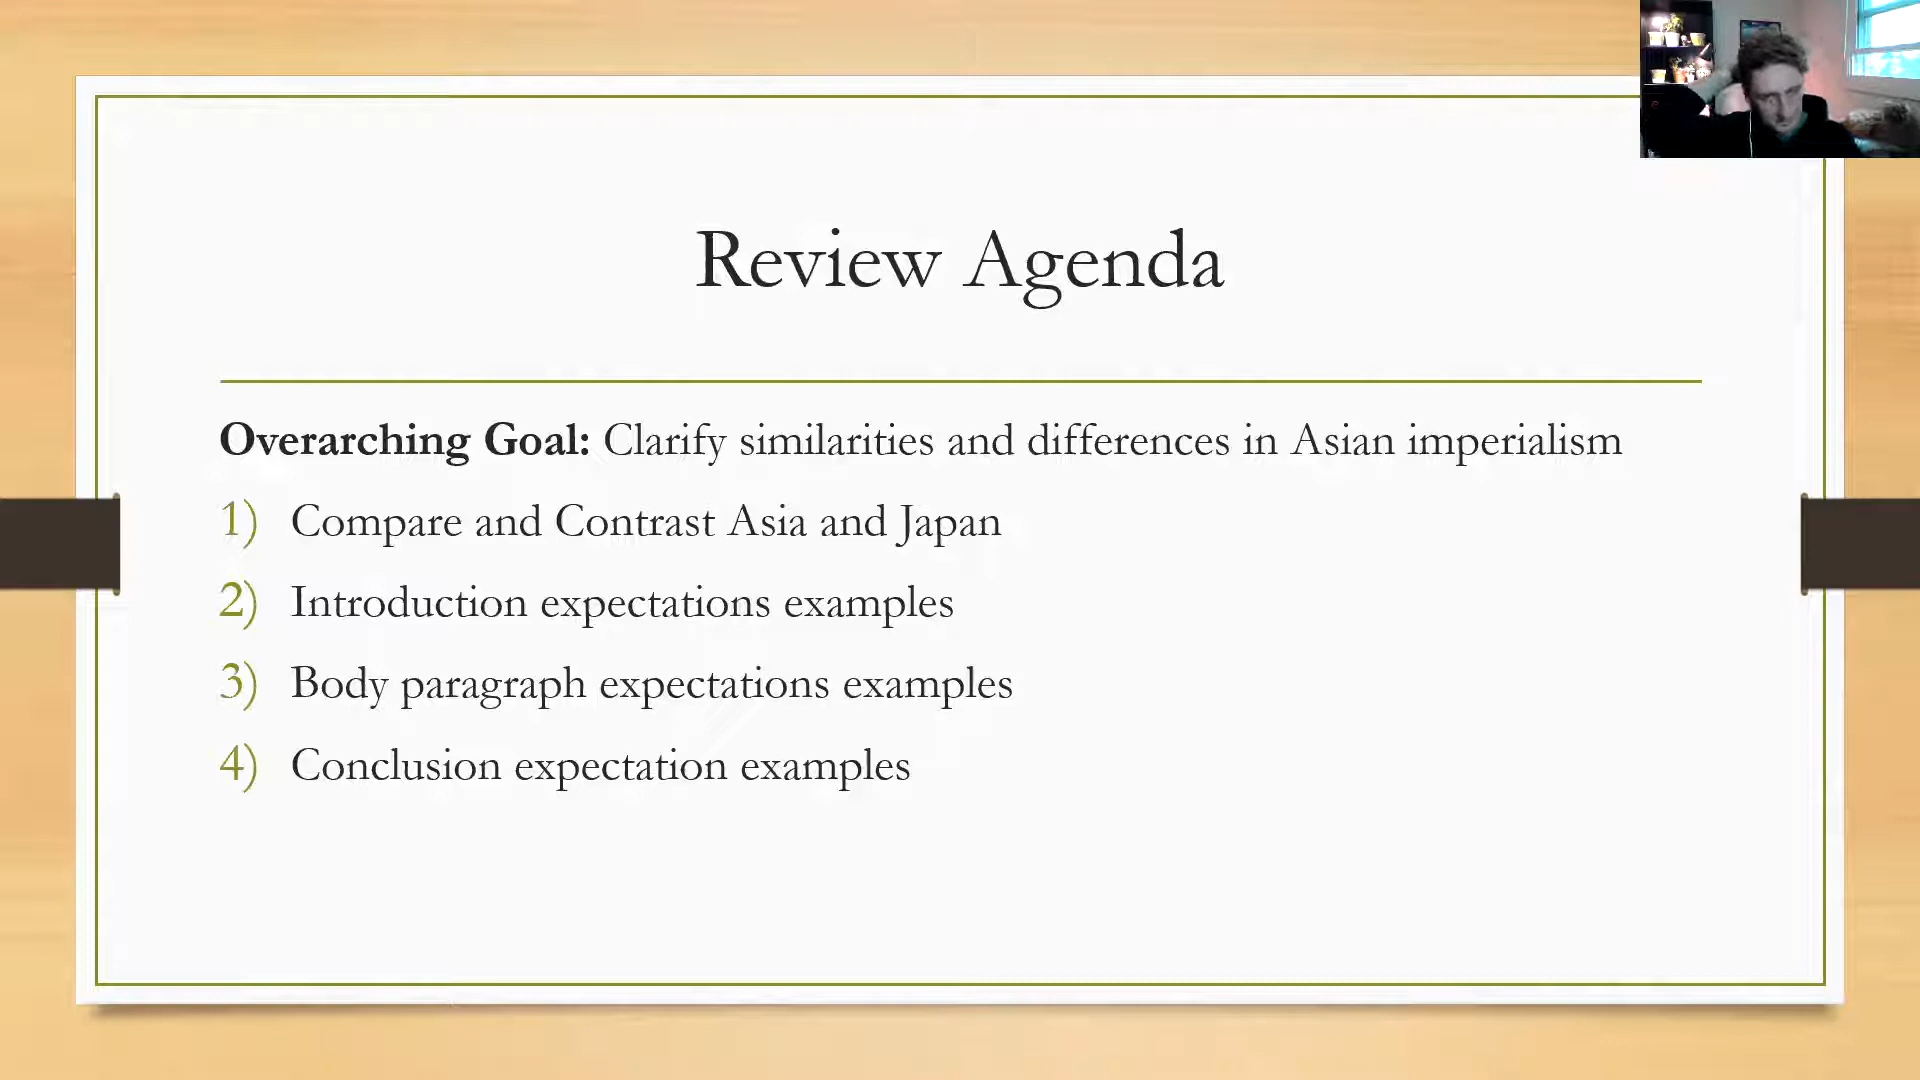 Review Agenda
Overarching Goal: Clarify similarities and differences in Asian imperialism
1) Compare and Contrast Asia and Japan
2) Introduction expectations examples
3) Body paragraph expectations examples
4) Conclusion expectation examples